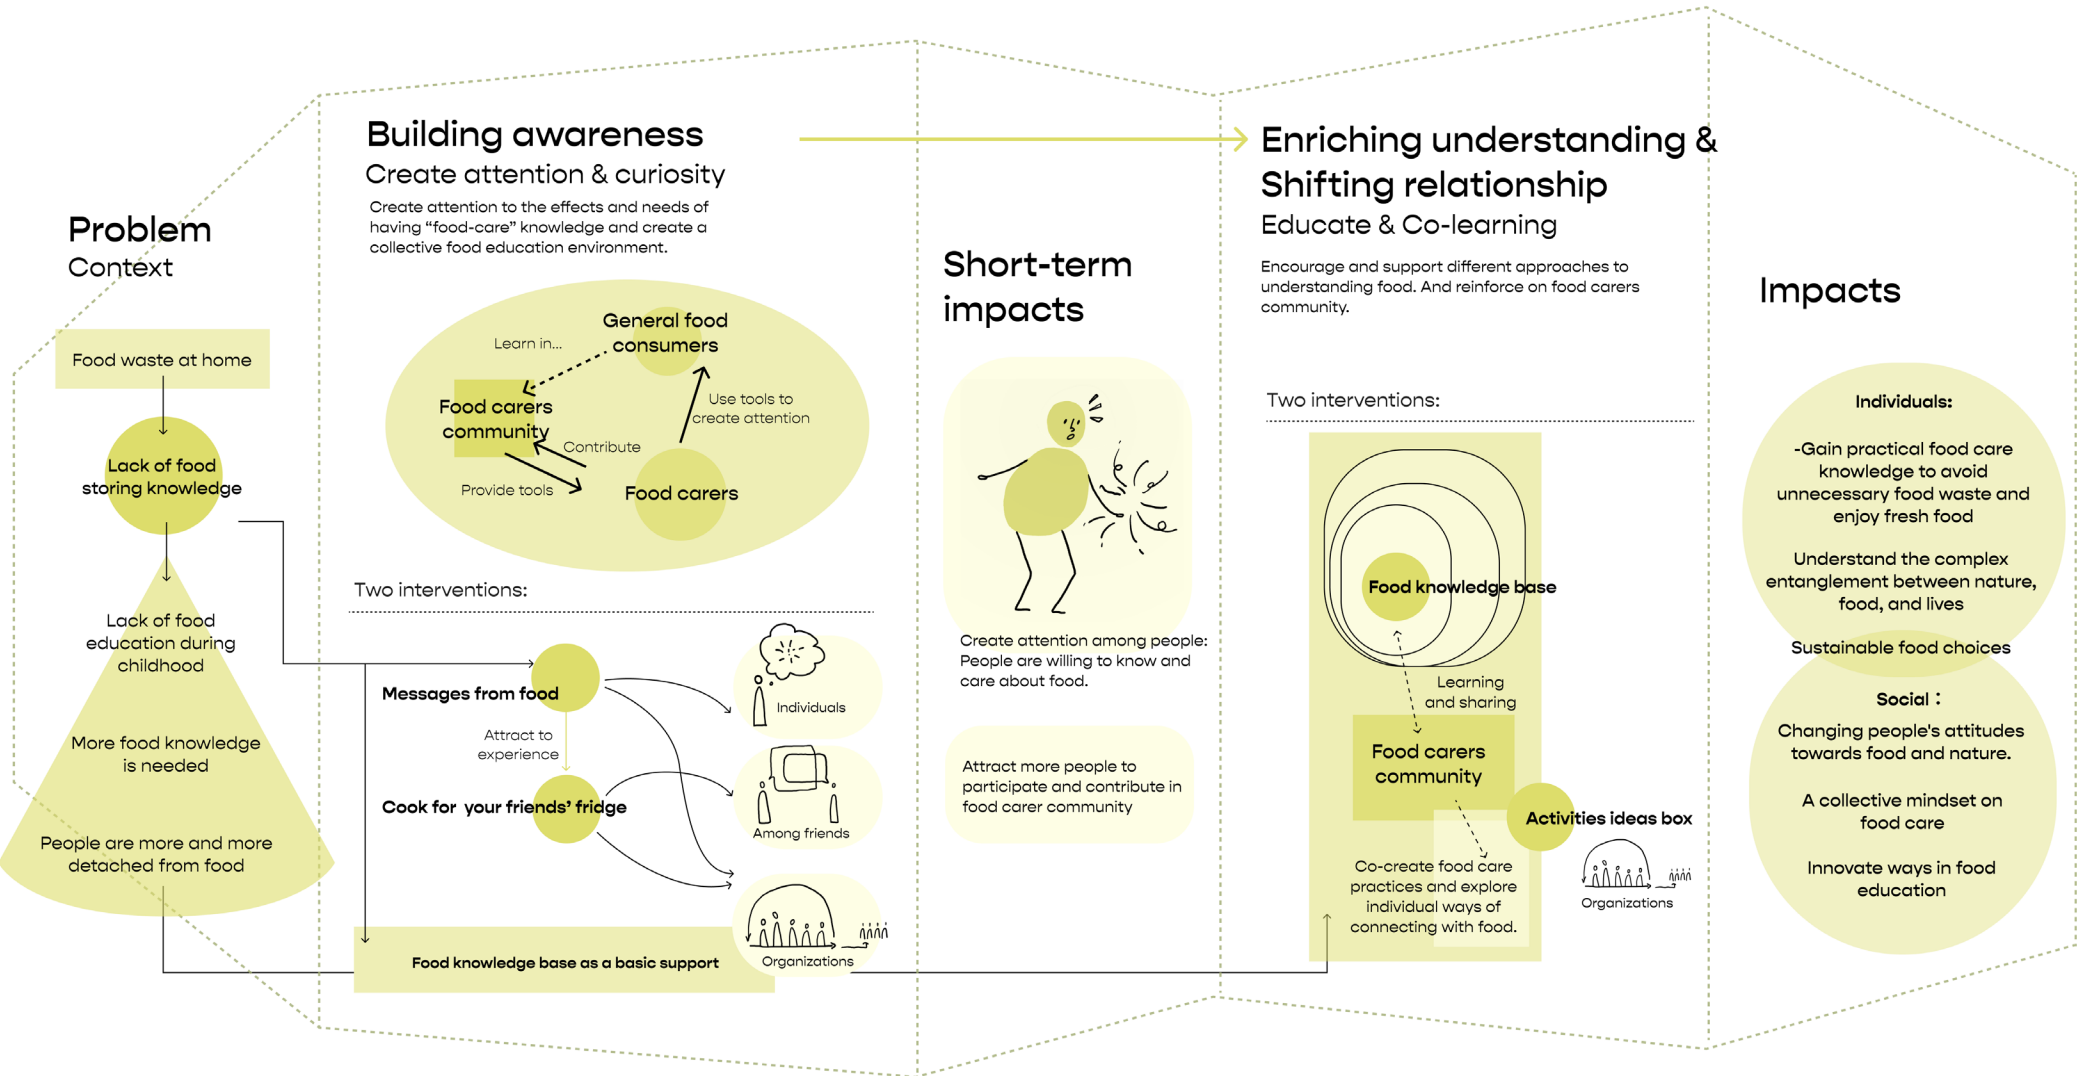 Problem
Context
Food waste at home
Lack of food
storing knowledge
Lack of food
education during
childhood
More food knowledge
is needed
People are more and more
detached from food
Building awareness
Create attention & curiosity
Create attention to the effects and needs of
having “food-care” knowledge and create a
collective food education environment.
General food
consumers
Learn in...
Food carers
community
Use tools to
create attention
Contribute
Provide tools
Food carers
Two interventions:
Messages from food
Attract to
experience
Cook for  your friends’ fridge
Individuals
Among friends
Organizations
Food knowledge base as a basic support
Short-term
impacts
Create attention among people:
People are willing to know and
care about food.
Attract more people to
participate and contribute in
food carer community
Enriching understanding &
Shifting relationship
Educate & Co-learning
Encourage and support different approaches to
understanding food. And reinforce on food carers
community.
Two interventions:
Food knowledge base
Learning
and sharing
Food carers
community
Activities ideas box
Co-create food care
practices and explore
individual ways of
connecting with food.
Organizations
Impacts
Individuals:
-Gain practical food care
knowledge to avoid
unnecessary food waste and
enjoy fresh food
Understand the complex
entanglement between nature,
food, and lives
Sustainable food choices
Social：
Changing people's attitudes
towards food and nature.
A collective mindset on
food care
Innovate ways in food
education